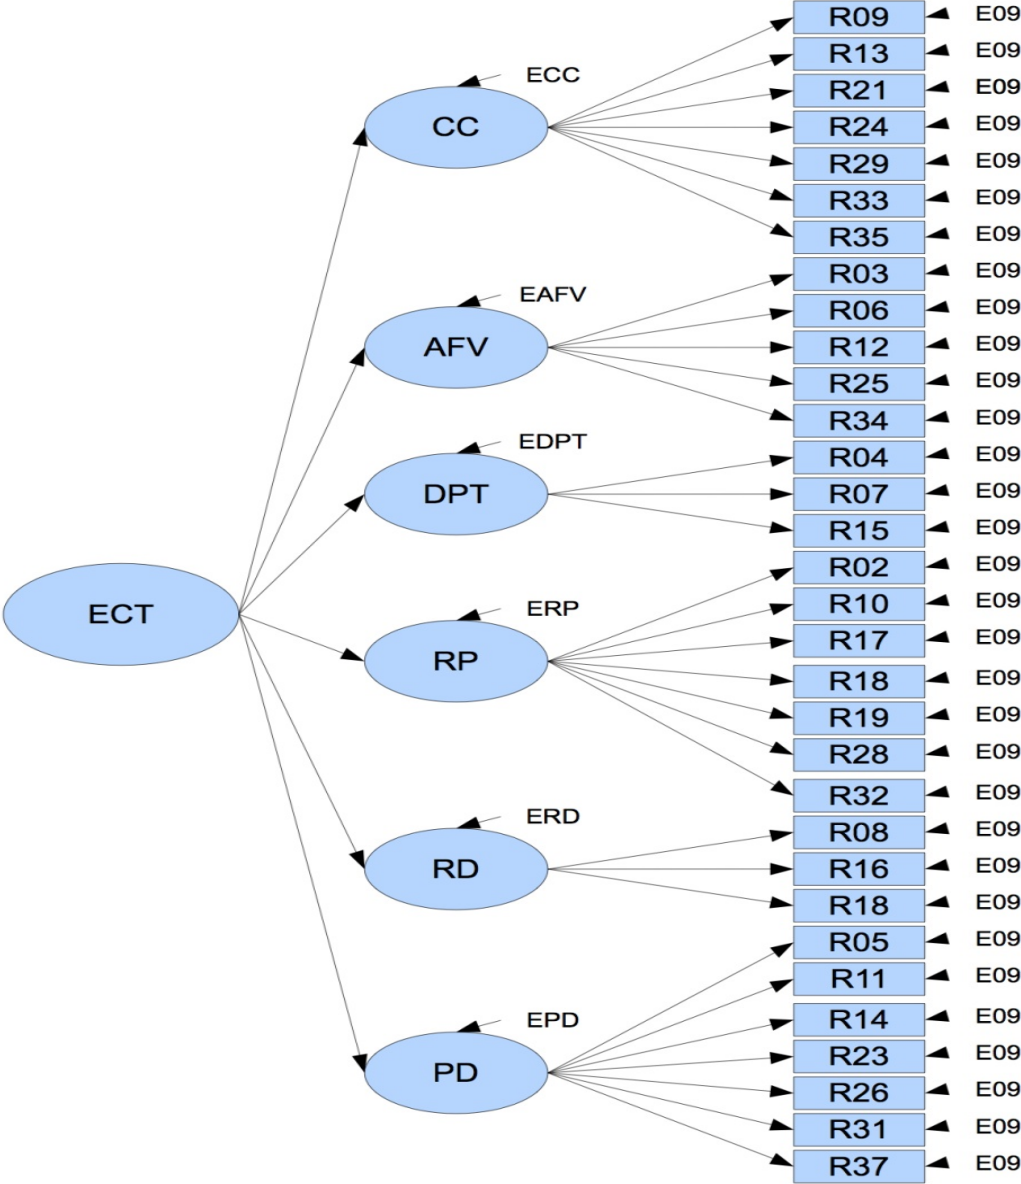 R09 E09
R13 E09
ECC
R21 E09
CC
R24 E09
R29 E09
R33 E09
R35 E09
R03 E09
EAFV
R06 E09
AFV
R12 E09
R25 E09
R34 E09
EDPT
R04 E09
DPT
R07 E09
R15 E09
R02 E09
ECT
ERP
R10 E09
R17 E09
RP
R18 E09
R19 E09
R28 E09
R32 E09
ERD
R08 E09
RD
R16 E09
R18 E09
R05 E09
R11 E09
EPD
R14 E09
R23 E09
PD
R26 E09
R31 E09
R37 E09